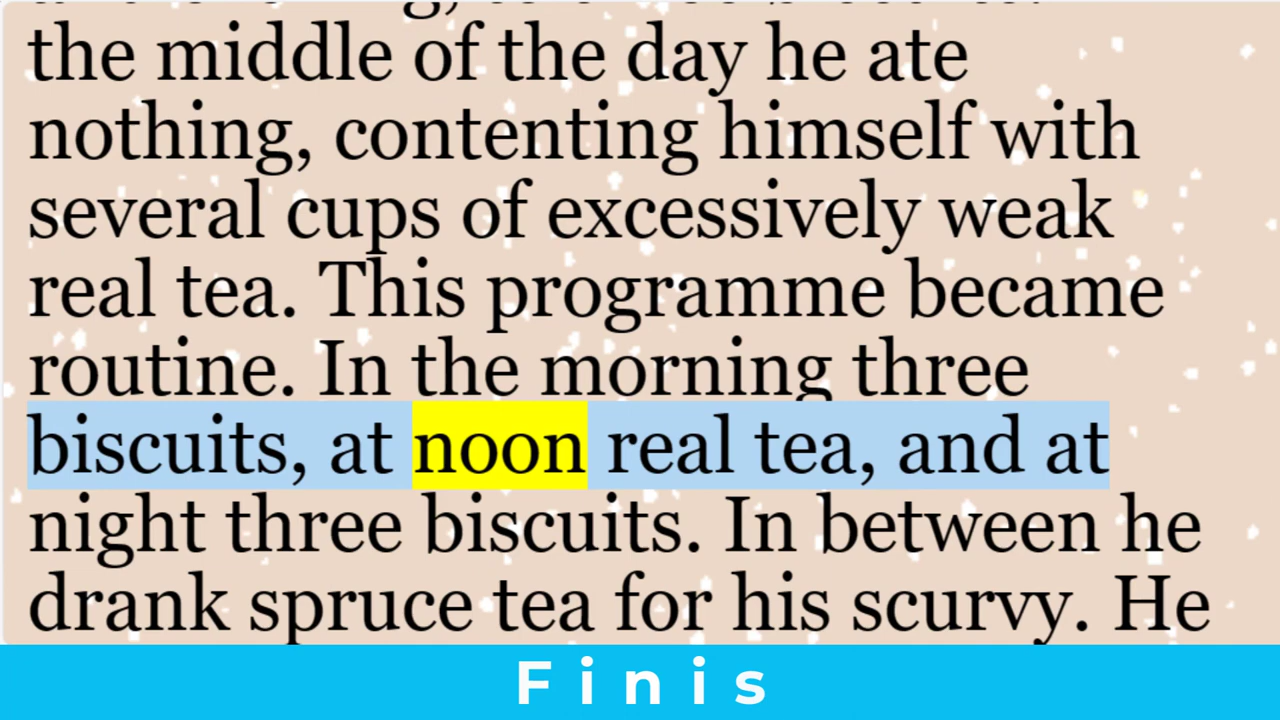 the middle of the day he ate
nothing, contenting himself with
several cups of excessively weak
real tea. This programme became
routine. In the morning three
biscuits, at noon real tea, and at
night three biscuits. In between he
drank spruce tea for his scurvy. He
Finis